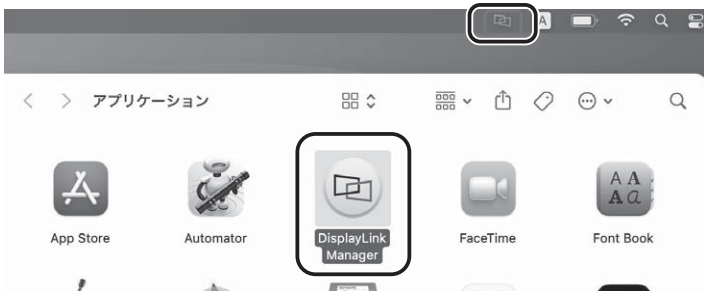 A
アプリケーション
App Store
Automator
DisplayLink
Manager
FaceTime
Font Book